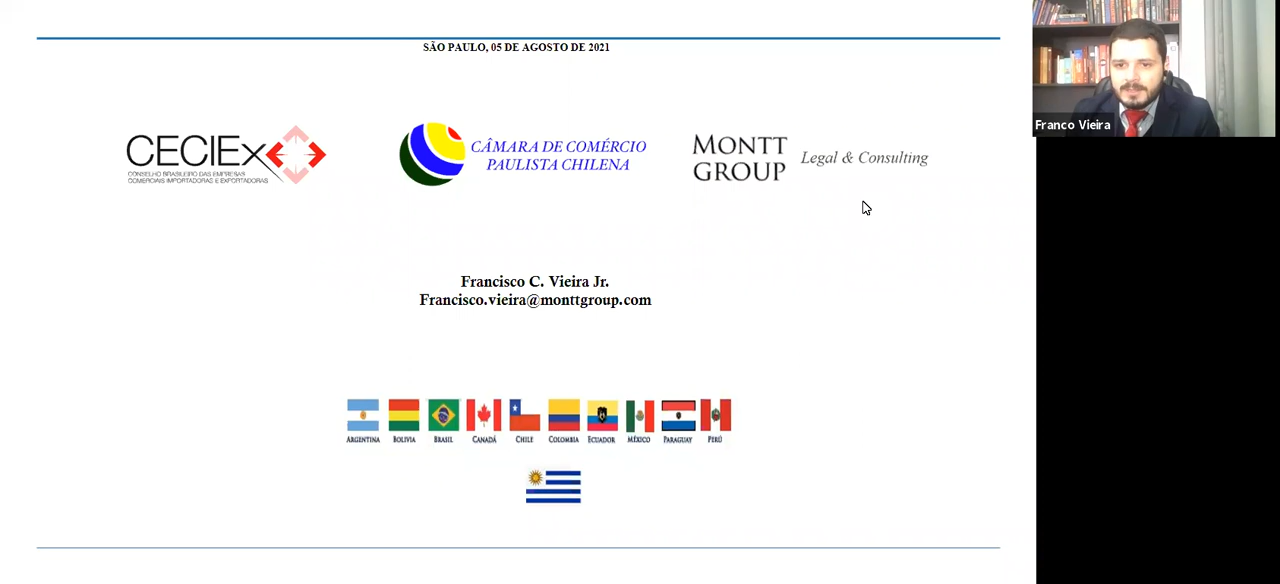 SÃO PAULO, 05 DE AGOSTO DE 2021
CECIEx
CONSELHO BRASILEIRO DAS EMPRESAS
COMERCIAIS IMPORTADORAS E EXPORTADORAS
CÂMARA DE COMÉRCIO
PAULISTA CHILENA
MONTT
GROUP
Legal & Consulting
Franco Vieira
Francisco C. Vieira Jr.
Francisco.vieira@monttgroup.com
ARGENTINA BOLIVIA BRASIL CANADÁ CHILE COLOMBIA ECUADOR MÉXICO PARAGUAY PERÚ